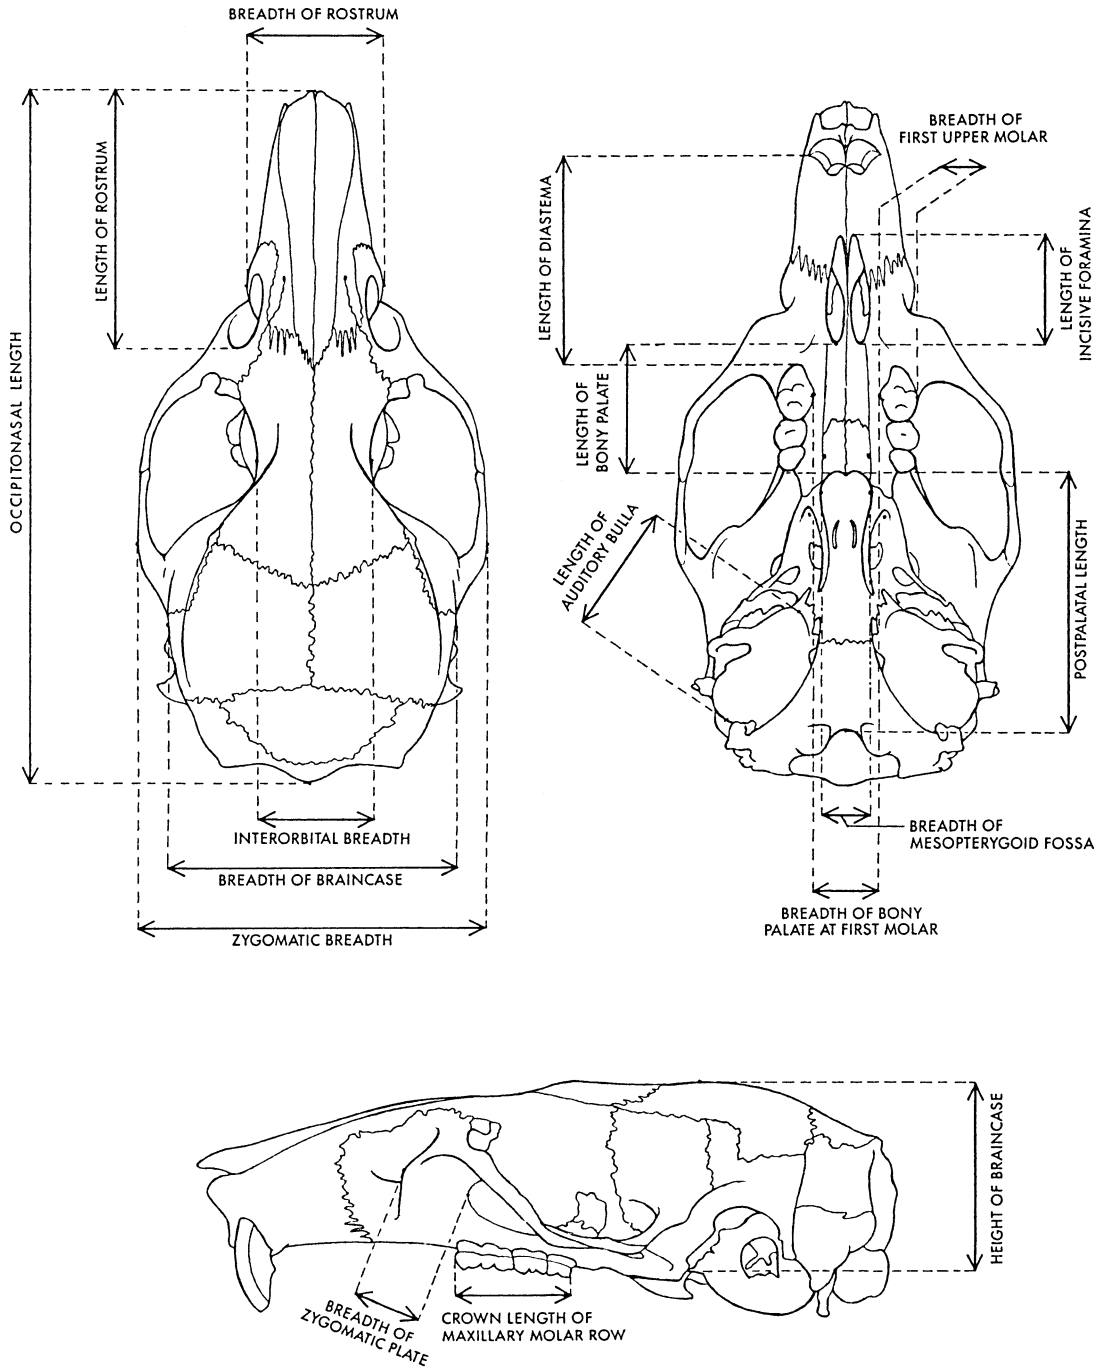 BREADTH OF ROSTRUM
LENGTH OF ROSTRUM
OCCIPITONASAL LENGTH
INTERORBITAL BREADTH
BREADTH OF BRAINCASE
ZYGOMATIC BREADTH
BREADTH OF
FIRST UPPER MOLAR
LENGTH OF DIASTEMA
LENGTH OF
INCISIVE FORAMINA
LENGTH OF
BONY PALATE
LENGTH OF
AUDITORY BULLA
POSTPALATAL LENGTH
BREADTH OF
MESOPTERYGOID FOSSA
BREADTH OF BONY
PALATE AT FIRST MOLAR
HEIGHT OF BRAINCASE
BREADTH OF
ZYGOMATIC PLATE
CROWN LENGTH OF
MAXILLARY MOLAR ROW